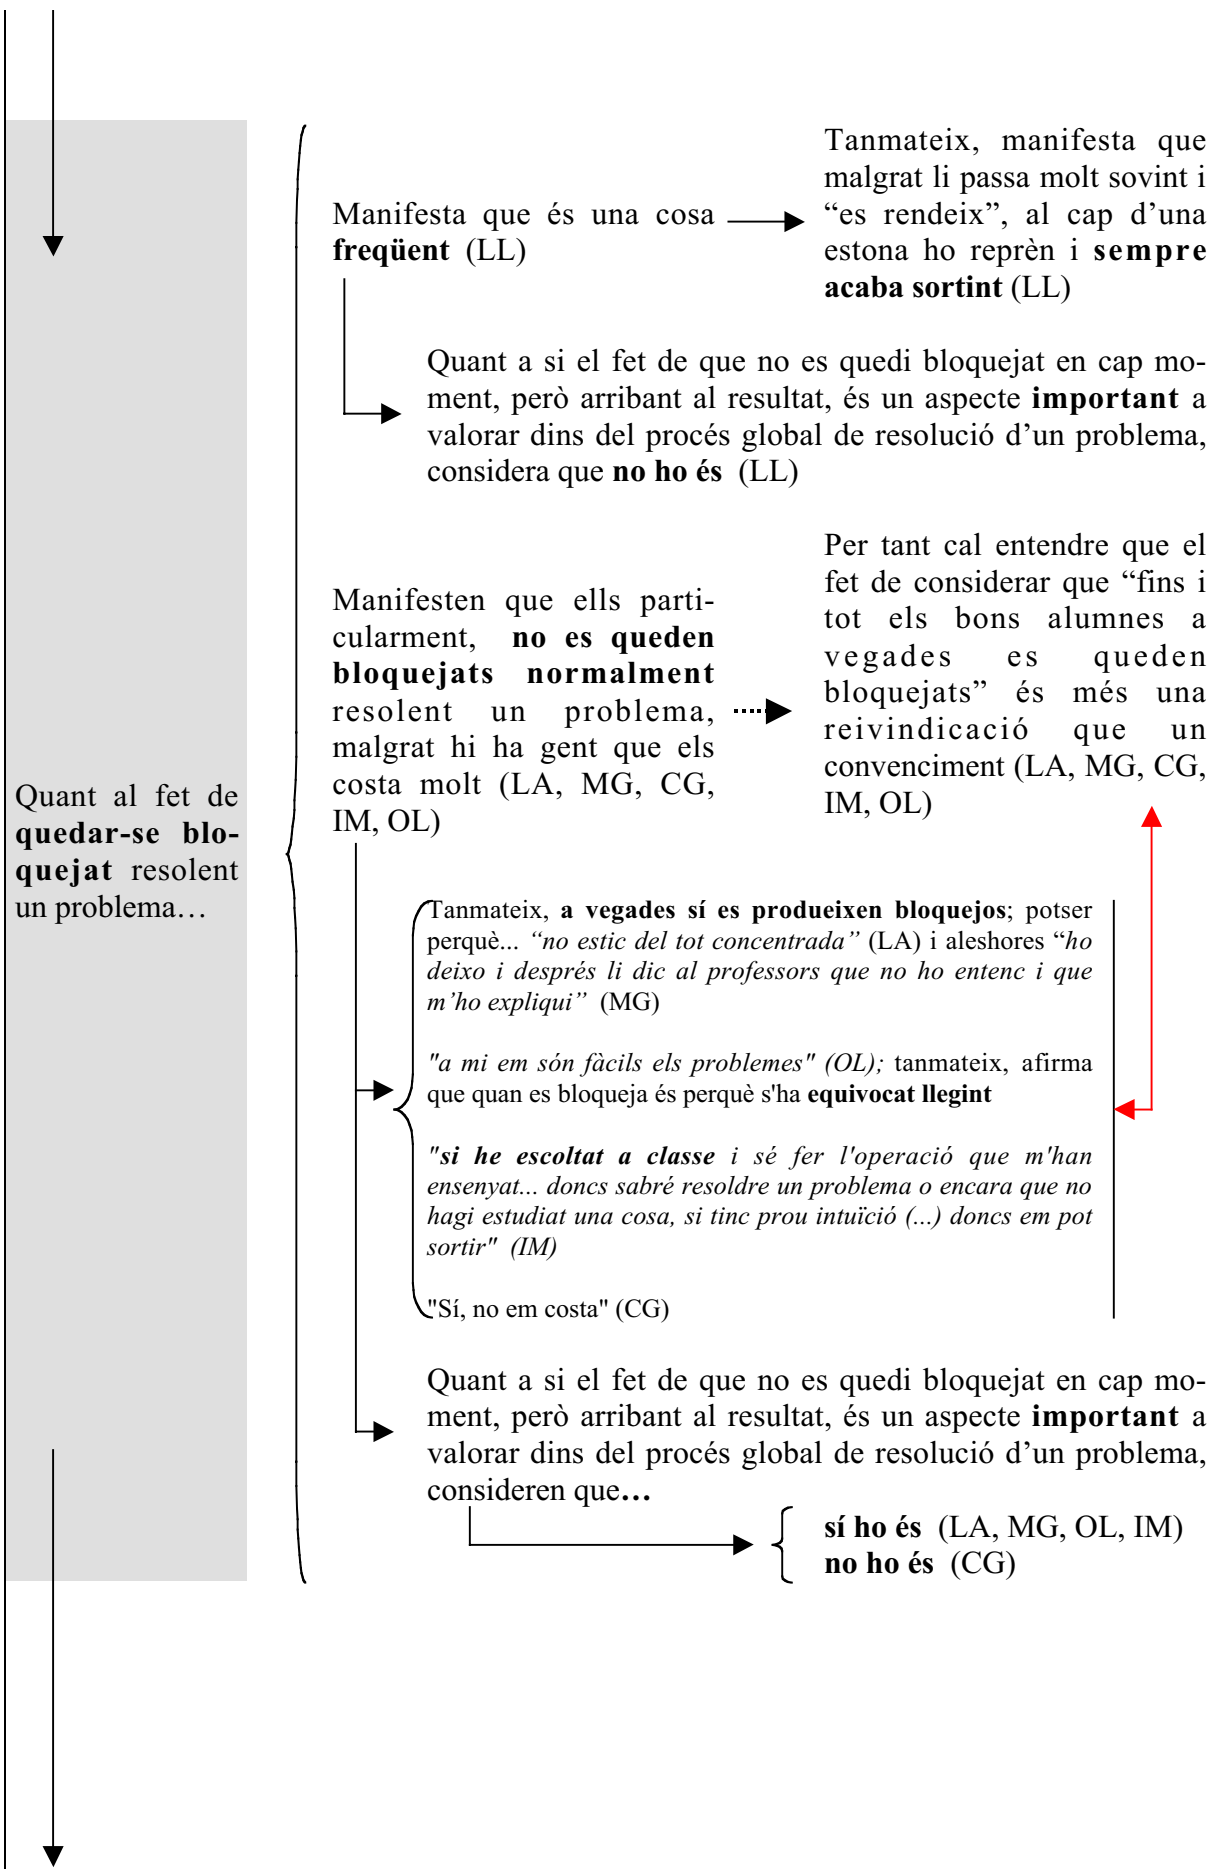 Quant al fet de
quedar-se blo-
quejat resolent
un problema…
Manifesta que és una cosa
freqüent (LL)
Tanmateix, manifesta que
malgrat li passa molt sovint i
“es rendeix”, al cap d’una
estona ho reprèn i sempre
acaba sortint (LL)
Quant a si el fet de que no es quedi bloquejat en cap mo-
ment, però arribant al resultat, és un aspecte important a
valorar dins del procés global de resolució d’un problema,
considera que no ho és (LL)
Manifesten que ells parti-
cularment, no es queden
bloquejats normalment
resolent un problema,
malgrat hi ha gent que els
costa molt (LA, MG, CG,
IM, OL)
Per tant cal entendre que el
fet de considerar que “fins i
tot els bons alumnes a
vegades es queden
bloquejats” és més una
reivindicació que un
convenciment (LA, MG, CG,
IM, OL)
Tanmateix, a vegades sí es produeixen bloquejos; potser
perquè... “no estic del tot concentrada” (LA) i aleshores “ho
deixo i després li dic al professors que no ho entenc i que
m’ho expliqui” (MG)
"a mi em són fàcils els problemes" (OL); tanmateix, afirma
que quan es bloqueja és perquè s'ha equivocat llegint
"si he escoltat a classe i sé fer l'operació que m'han
ensenyat... doncs sabré resoldre un problema o encara que no
hagi estudiat una cosa, si tinc prou intuïció (...) doncs em pot
sortir" (IM)
"Sí, no em costa" (CG)
Quant a si el fet de que no es quedi bloquejat en cap mo-
ment, però arribant al resultat, és un aspecte important a
valorar dins del procés global de resolució d’un problema,
consideren que…
sí ho és (LA, MG, OL, IM)
no ho és (CG)